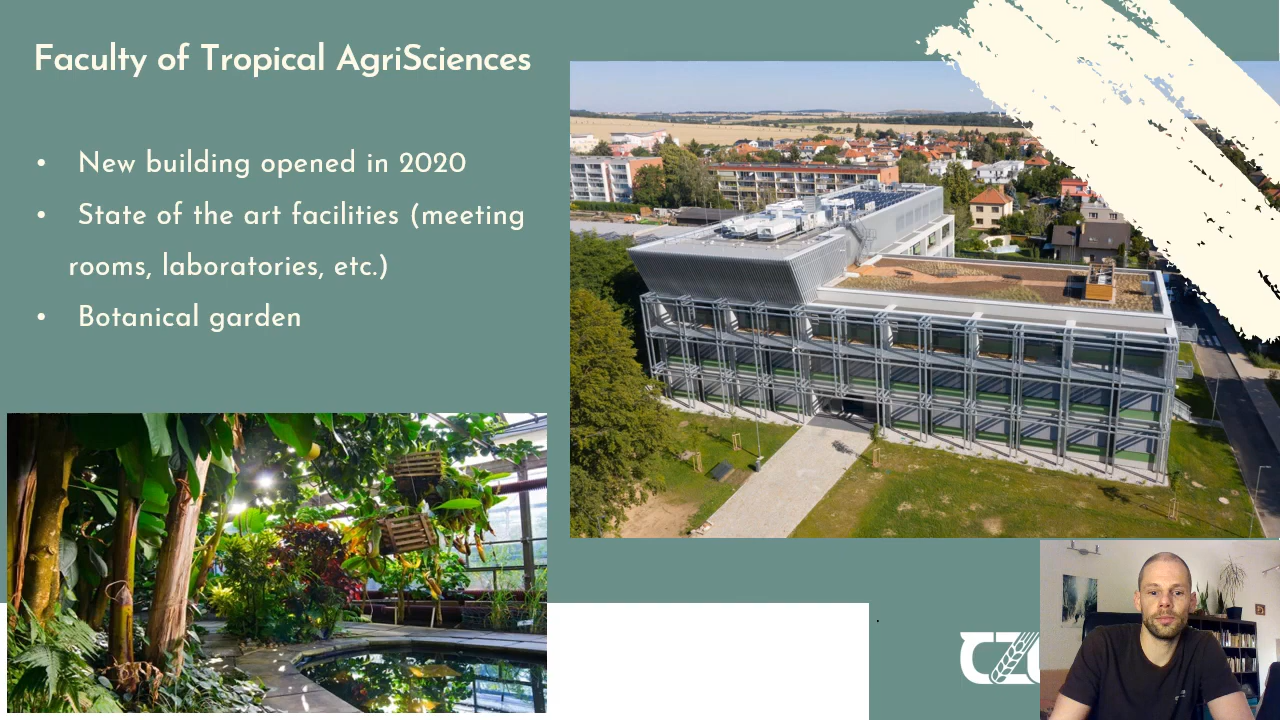 Faculty of Tropical AgriSciences
• New building opened in 2020
• State of the art facilities (meeting
rooms, laboratories, etc.)
• Botanical garden
CZ